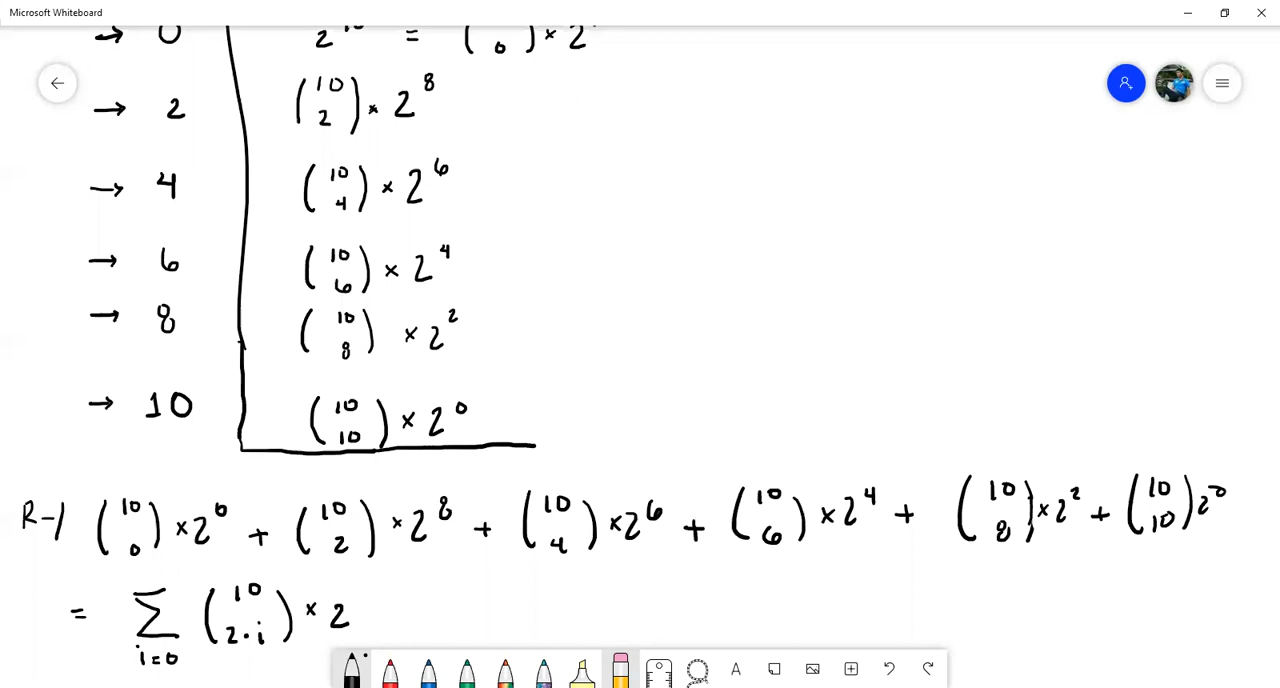 Microsoft Whiteboard
→ 0 2^10 = ( 0 ) × 2
→ 2 (10 2) × 2^8
→ 4 (10 4) × 2^6
→ 6 (10 6) × 2^4
→ 8 (10 8) × 2^2
→ 10 (10 10) × 2^0
R-/ (10 0) × 2^0 + (10 2) × 2^8 + (10 4) × 2^6 + (10 6) × 2^4 + (10 8) × 2^2 + (10 10) 2^0
= Σ i=0 (10 2·i) × 2
A